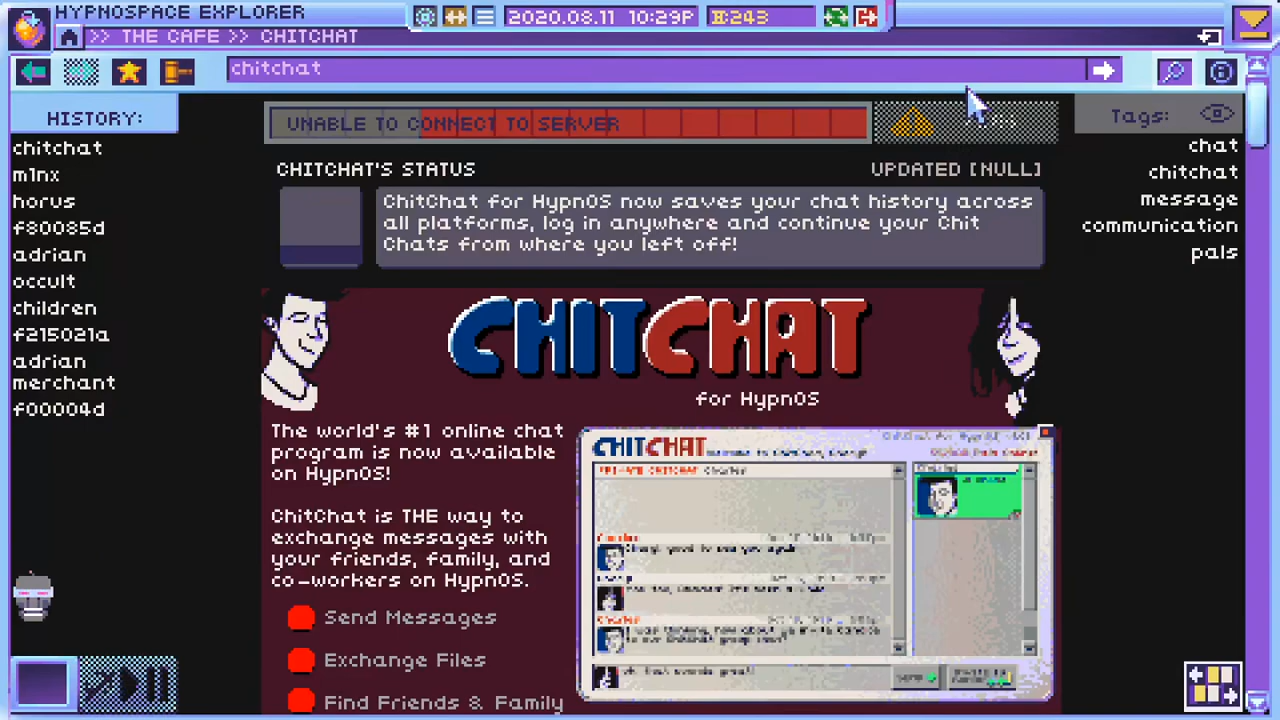 HYPNOSPACE EXPLORER
2020.08.11 10:29P
243
>> THE CAFE >> CHITCHAT
chitchat
HISTORY:
chitchat
m1nx
horus
f80085d
adrian
occult
children
f215021a
adrian
merchant
f00004d
UNABLE TO CONNECT TO SERVER
CHITCHAT'S STATUS
UPDATED [NULL]
ChitChat for HypnOS now saves your chat history across
all platforms, log in anywhere and continue your Chit
Chats from where you left off!
CHITCHAT
for HypnOS
The world's #1 online chat
program is now available
on HypnOS!
ChitChat is THE way to
exchange messages with
your friends, family, and
co-workers on HypnOS.
Send Messages
Exchange Files
Find Friends & Family
CHITCHAT
Tags:
chat
chitchat
message
communication
pals